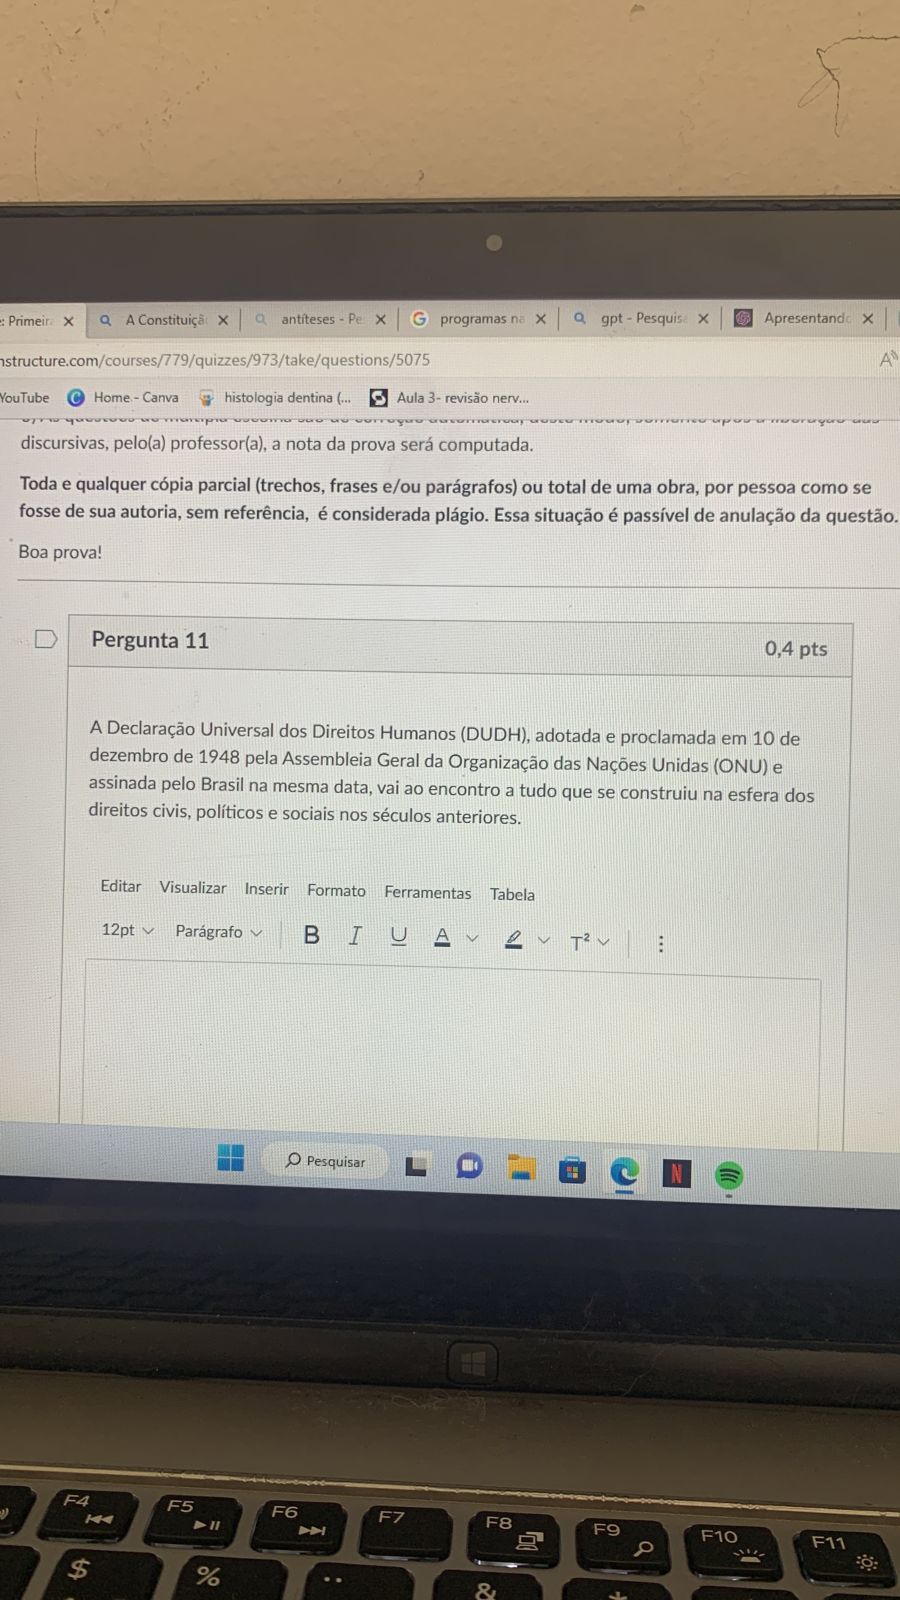 : Primeir
A Constituiçã
antíteses - Pe
programas na
gpt - Pesquis
Apresentand
nstructure.com/courses/779/quizzes/973/take/questions/5075
YouTube
Home - Canva
histologia dentina (...
Aula 3- revisão nerv...
discursivas, pelo(a) professor(a), a nota da prova será computada.
Toda e qualquer cópia parcial (trechos, frases e/ou parágrafos) ou total de uma obra, por pessoa como se
fosse de sua autoria, sem referência, é considerada plágio. Essa situação é passível de anulação da questão.
Boa prova!
Pergunta 11
0,4 pts
A Declaração Universal dos Direitos Humanos (DUDH), adotada e proclamada em 10 de
dezembro de 1948 pela Assembleia Geral da Organização das Nações Unidas (ONU) e
assinada pelo Brasil na mesma data, vai ao encontro a tudo que se construiu na esfera dos
direitos civis, políticos e sociais nos séculos anteriores.
Editar Visualizar Inserir Formato Ferramentas Tabela
12pt Parágrafo B I U A T²
Pesquisar
N
F4 F5 F6 F7 F8 F9 F10 F11
$ % &